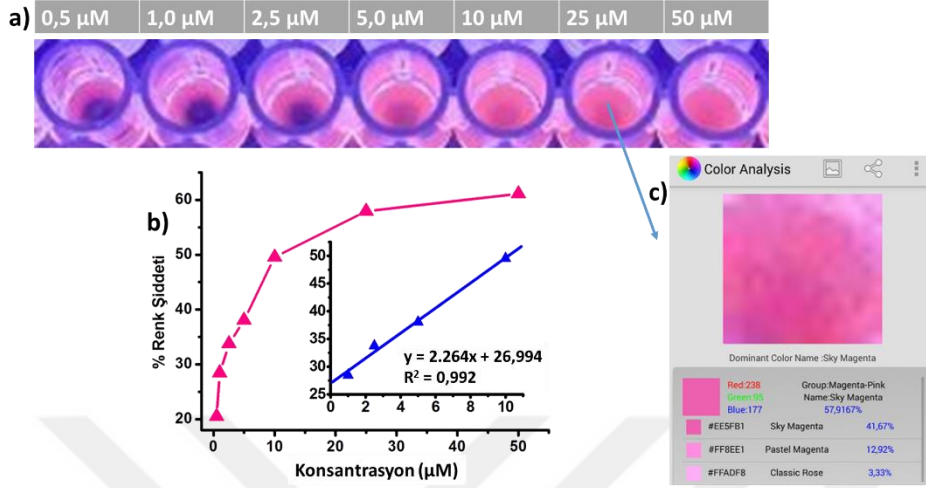 a)
0,5 µM 1,0 µM 2,5 µM 5,0 µM 10 µM 25 µM 50 µM
b)
% Renk Şiddeti
60
50
40
30
20
0 10 20 30 40 50
Konsantrasyon (µM)
50
45
40
35
30
25
0 2 4 6 8 10
y = 2.264x + 26,994
R² = 0,992
c)
Color Analysis
Dominant Color Name :Sky Magenta
Red:238 Group:Magenta-Pink
Green:95 Name:Sky Magenta
Blue:177 57,9167%
#EE5FB1 Sky Magenta 41,67%
#FF8EE1 Pastel Magenta 12,92%
#FFADF8 Classic Rose 3,33%